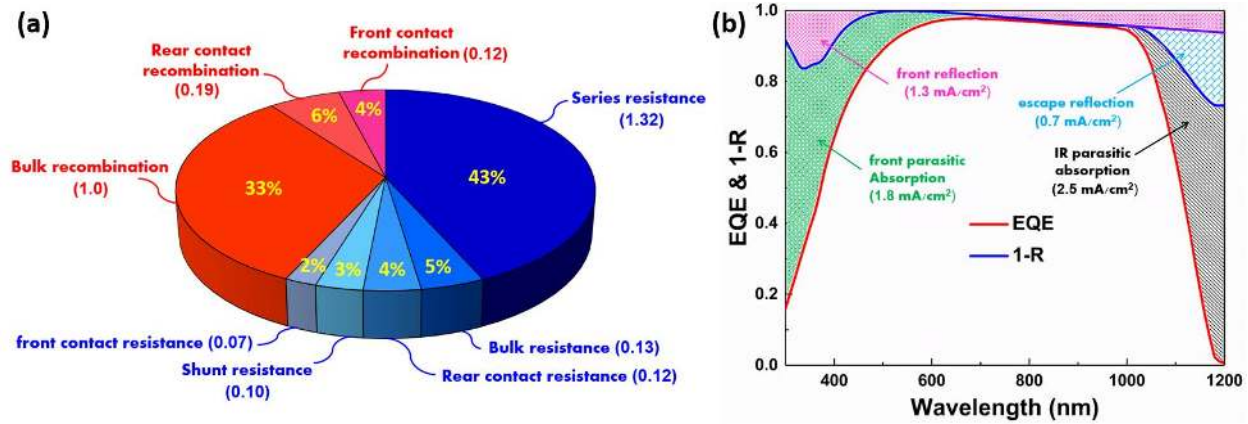 (a)
Front contact
recombination (0.12)
Rear contact
recombination
(0.19)
Series resistance
(1.32)
Bulk recombination
(1.0)
4%
6%
43%
33%
2%
3%
4%
5%
front contact resistance (0.07)
Shunt resistance
(0.10)
Bulk resistance (0.13)
Rear contact resistance (0.12)
(b)
EQE & 1-R
1.0
0.8
0.6
0.4
0.2
0.0
front reflection
(1.3 mA/cm²)
escape reflection
(0.7 mA/cm²)
front parasitic
Absorption
(1.8 mA/cm²)
IR parasitic
absorption
(2.5 mA/cm²)
EQE
1-R
400
600
800
1000
1200
Wavelength (nm)